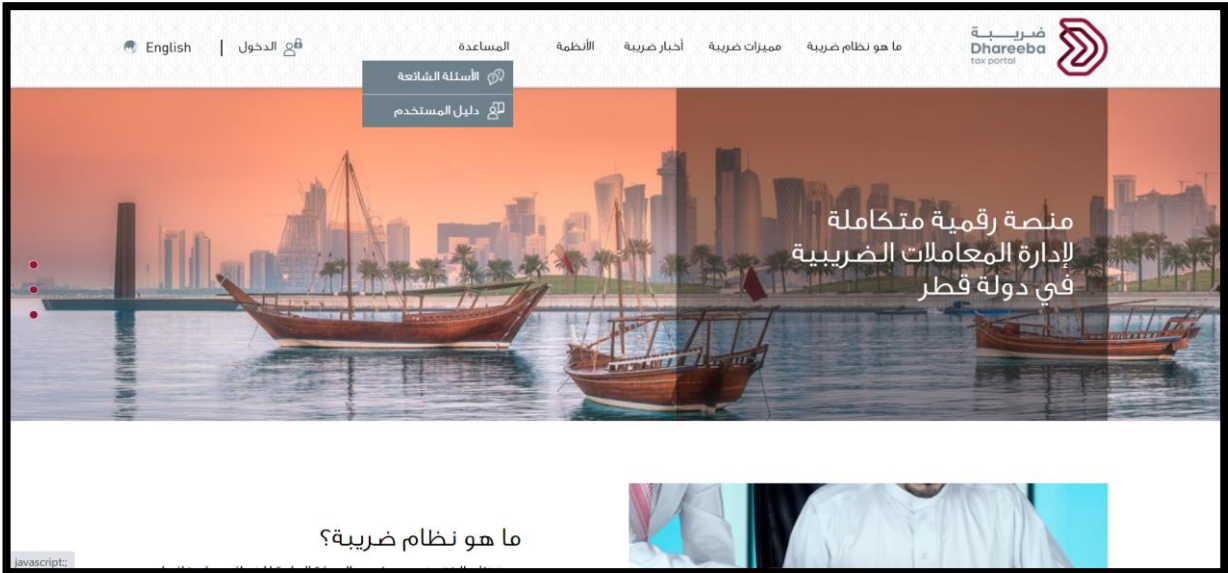 ضريبة
Dhareeba
tax portal
ما هو نظام ضريبة
مميزات ضريبة
أخبار ضريبة
الأنظمة
المساعدة
الدخول
English
الأسئلة الشائعة
دليل المستخدم
منصة رقمية متكاملة
لإدارة المعاملات الضريبية
في دولة قطر
ما هو نظام ضريبة؟
javascript:;